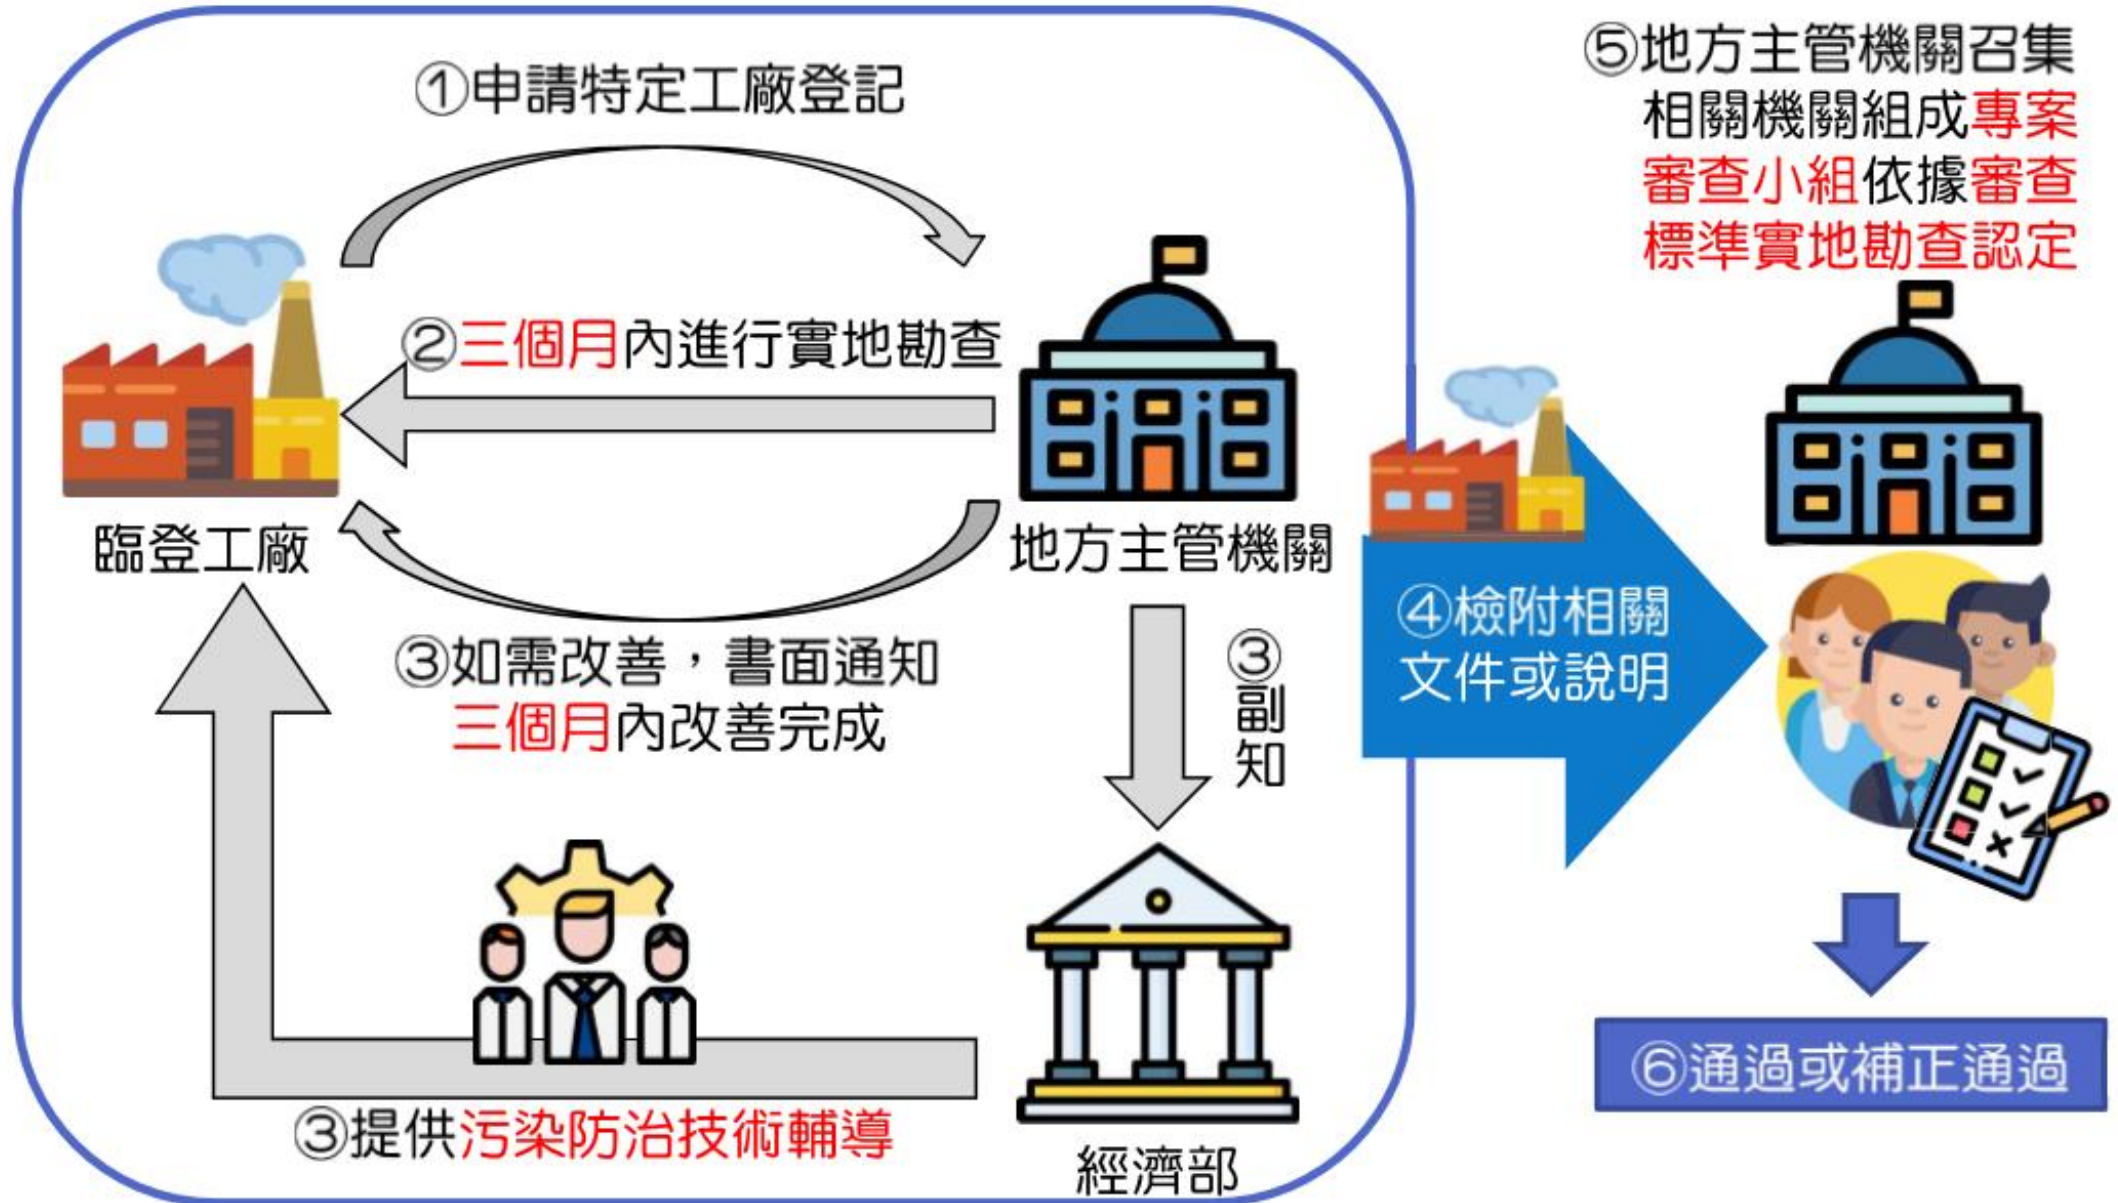 ①申請特定工廠登記
②三個月內進行實地勘查
臨登工廠
地方主管機關
③如需改善，書面通知
三個月內改善完成
③副知
③提供污染防治技術輔導
經濟部
④檢附相關
文件或說明
⑤地方主管機關召集
相關機關組成專案
審查小組依據審查
標準實地勘查認定
⑥通過或補正通過